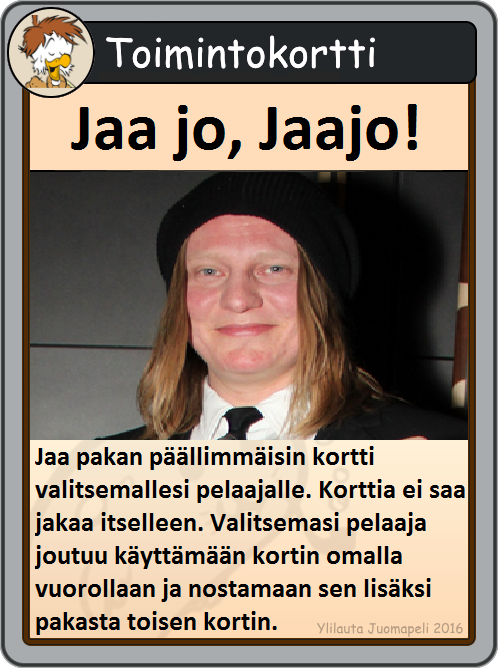 Toimintokortti
Jaa jo, Jaajo!
Jaa pakan päällimmäisin kortti
valitsemallesi pelaajalle. Korttia ei saa
jakaa itselleen. Valitsemasi pelaaja
joutuu käyttämään kortin omalla
vuorollaan ja nostamaan sen lisäksi
pakasta toisen kortin.
Ylilauta Juomapeli 2016